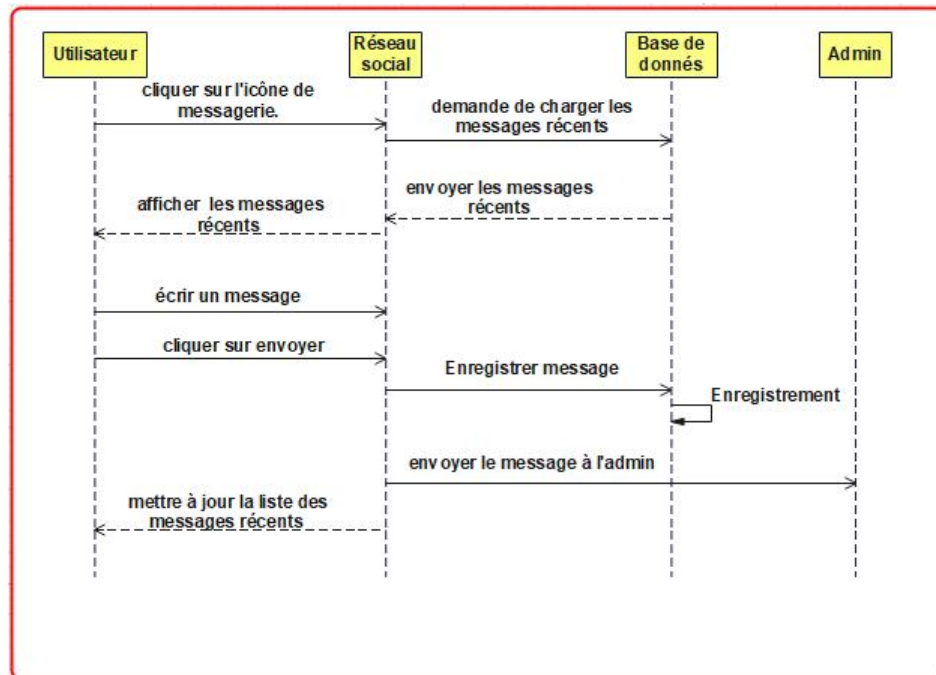 Utilisateur
Réseau
social
Base de
donnés
Admin
cliquer sur l'icône de
messagerie.
demande de charger les
messages récents
envoyer les messages
récents
afficher les messages
récents
écrir un message
cliquer sur envoyer
Enregistrer message
Enregistrement
envoyer le message à l'admin
mettre à jour la liste des
messages récents